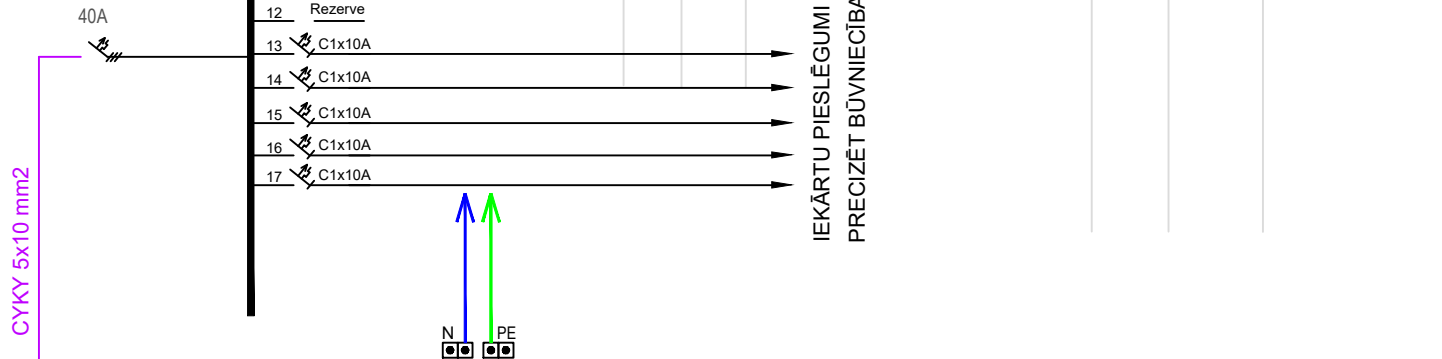 40A
12 Rezerve
13 C1x10A
14 C1x10A
15 C1x10A
16 C1x10A
17 C1x10A
CYKY 5x10 mm2
N PE
IEKĀRTU PIESLĒGUMI
PRECIZĒT BŪVNIECĪBA